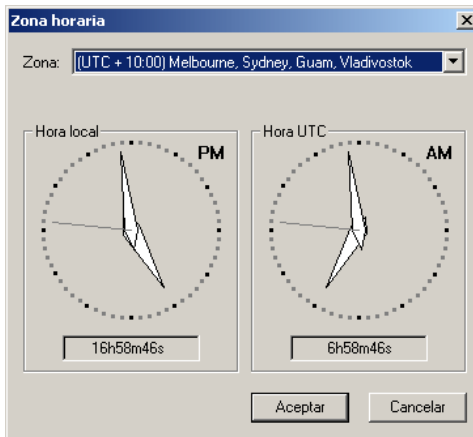 Zona horaria
Zona: (UTC + 10:00) Melbourne, Sydney, Guam, Vladivostok
Hora local
PM
16h58m46s
Hora UTC
AM
6h58m46s
Aceptar
Cancelar